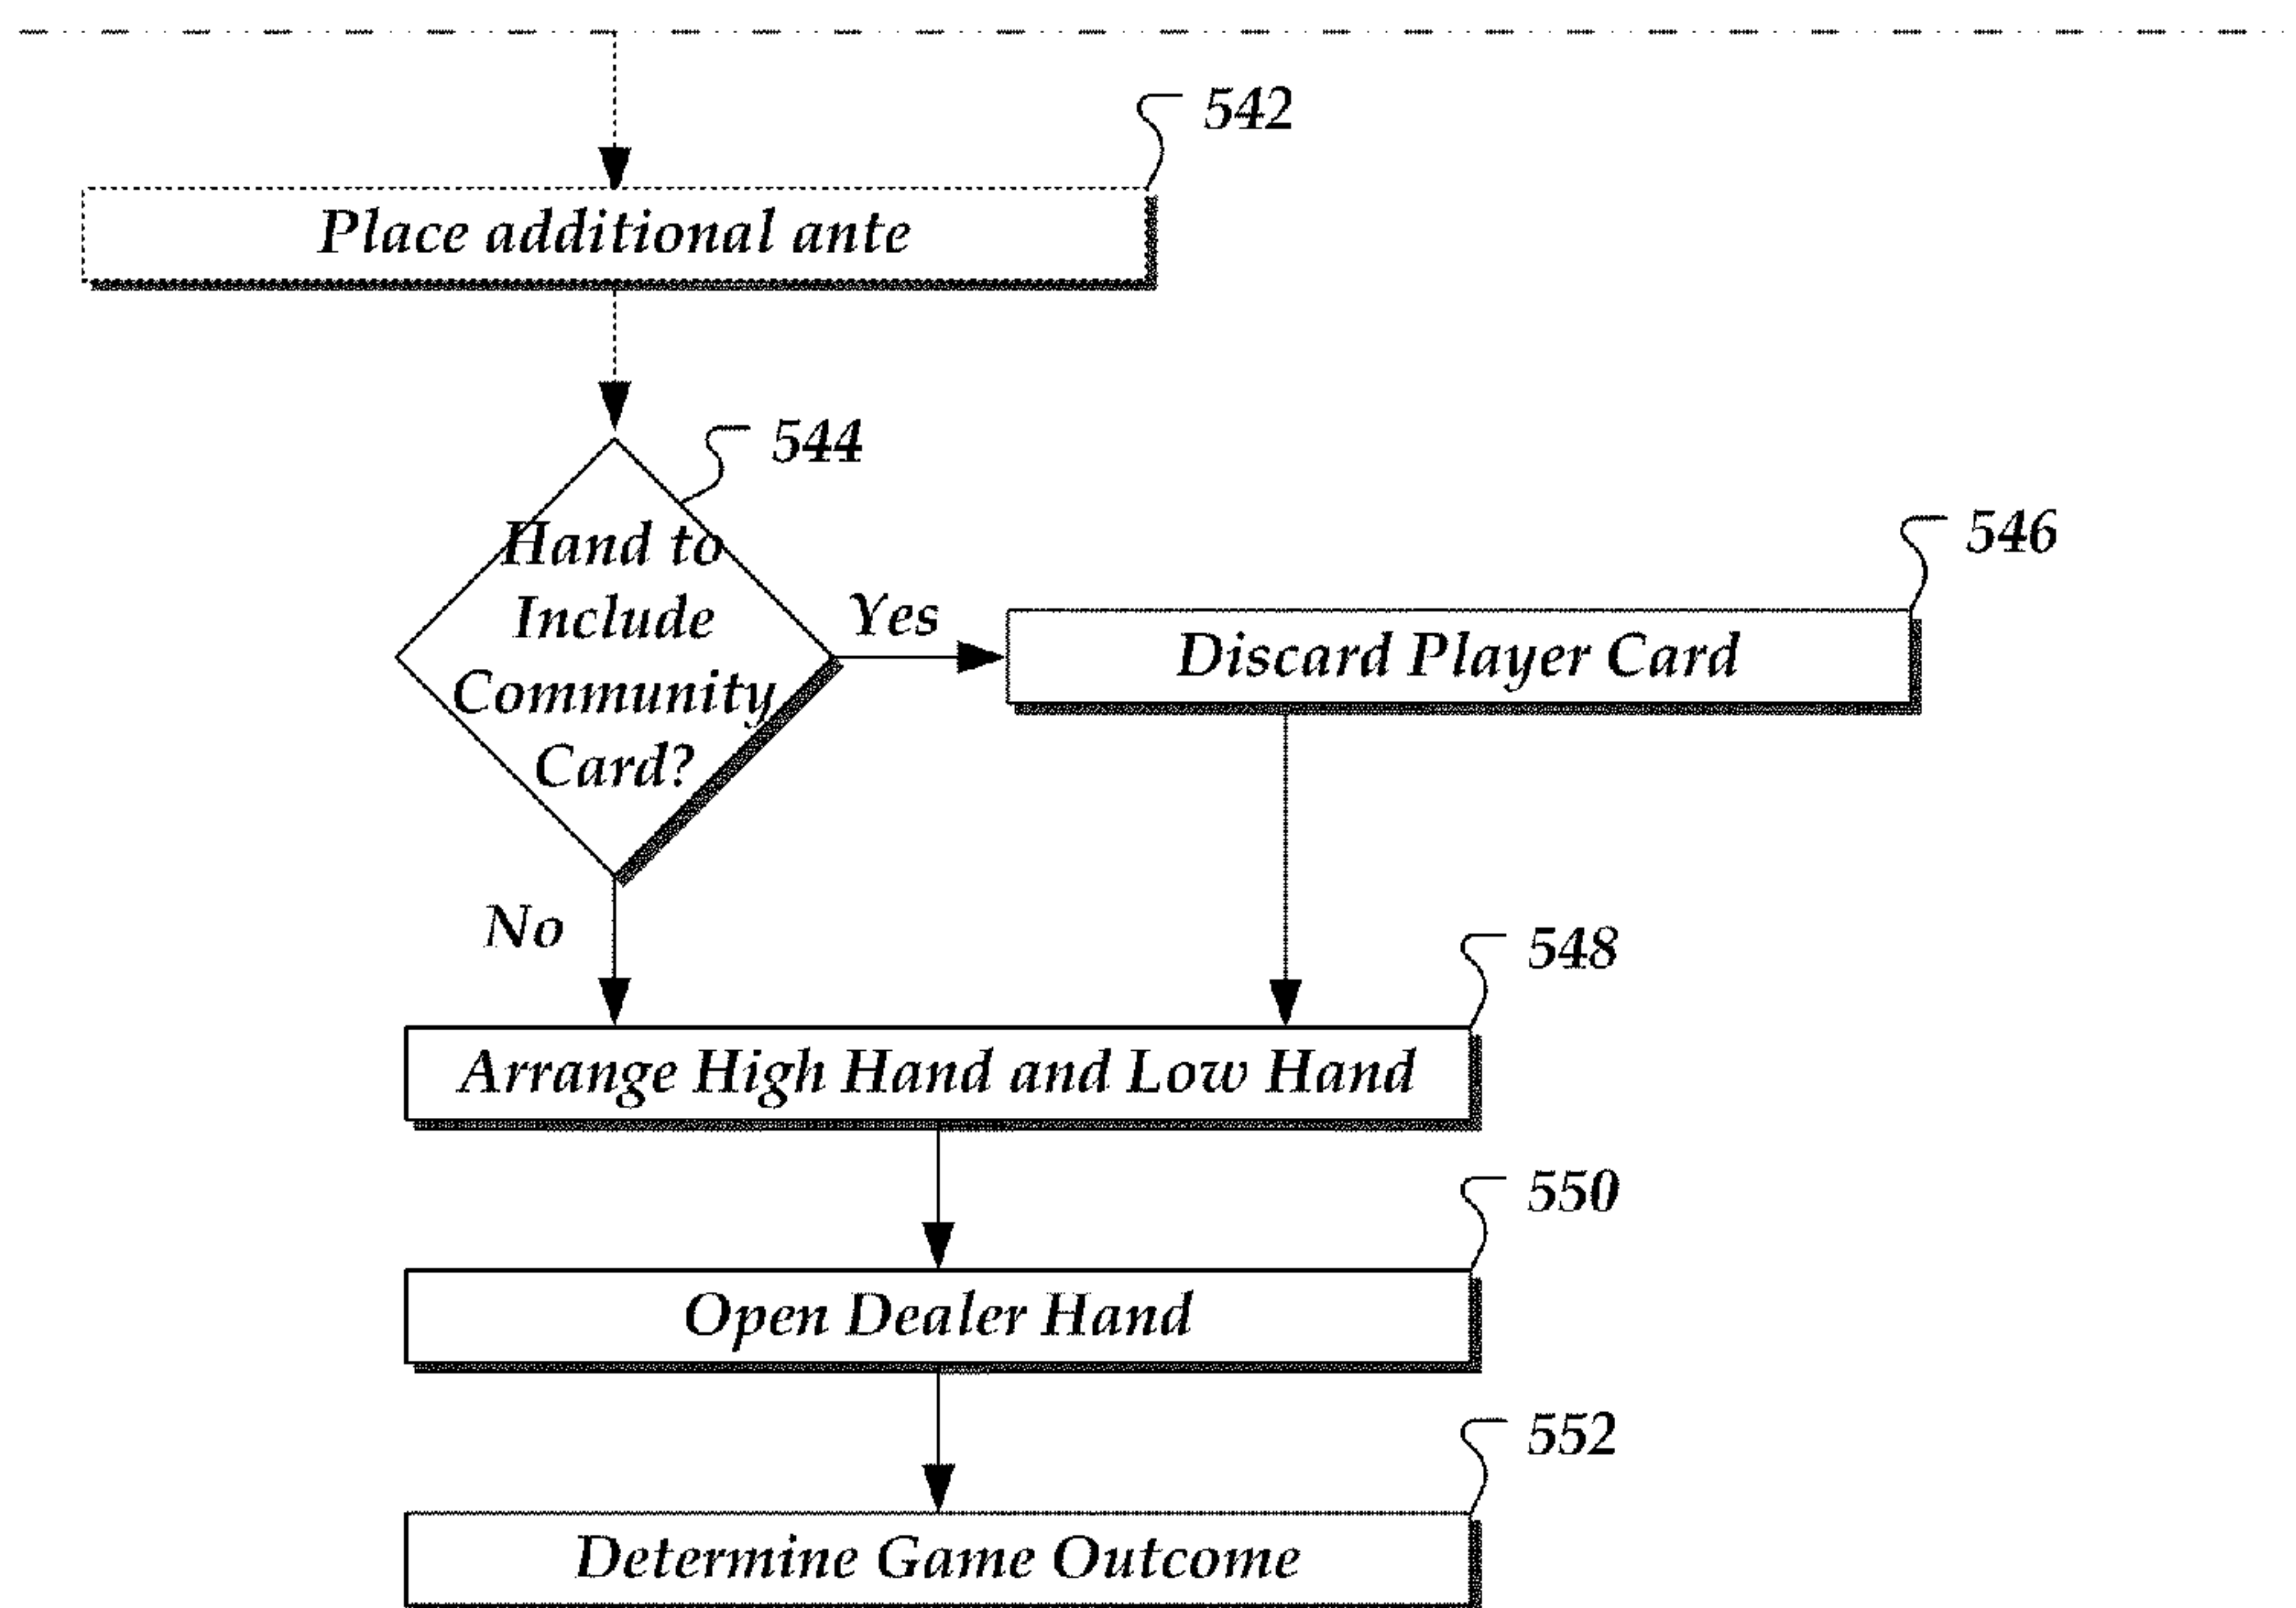 542
Place additional ante
544
Hand to
Include
Community
Card?
Yes
546
Discard Player Card
No
548
Arrange High Hand and Low Hand
550
Open Dealer Hand
552
Determine Game Outcome